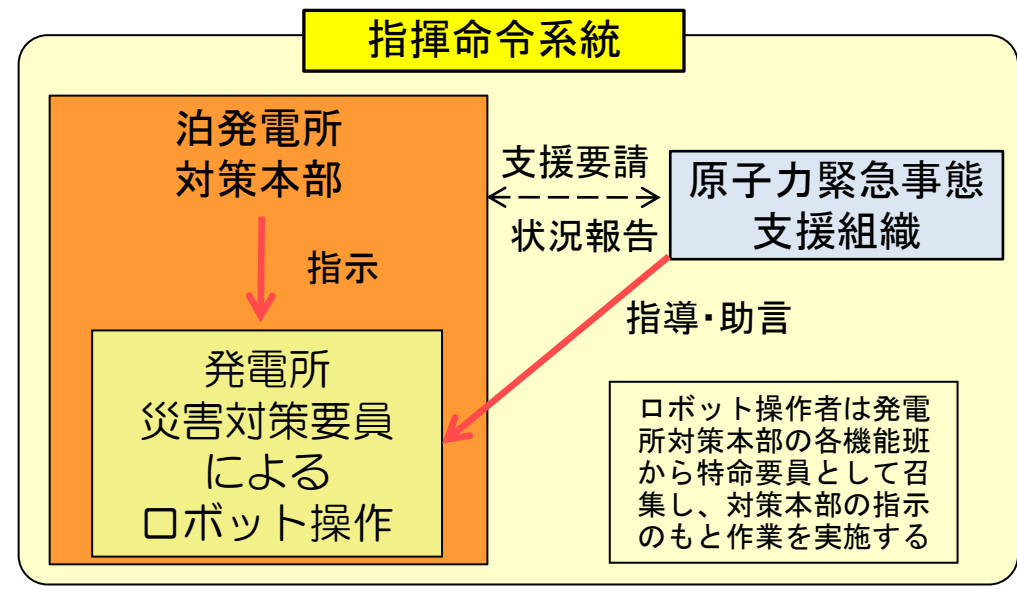 指揮命令系統
泊発電所
対策本部
指示
発電所
災害対策要員
による
ロボット操作
支援要請
状況報告
原子力緊急事態
支援組織
指導・助言
ロボット操作者は発電
所対策本部の各機能班
から特命要員として召
集し、対策本部の指示
のもと作業を実施する